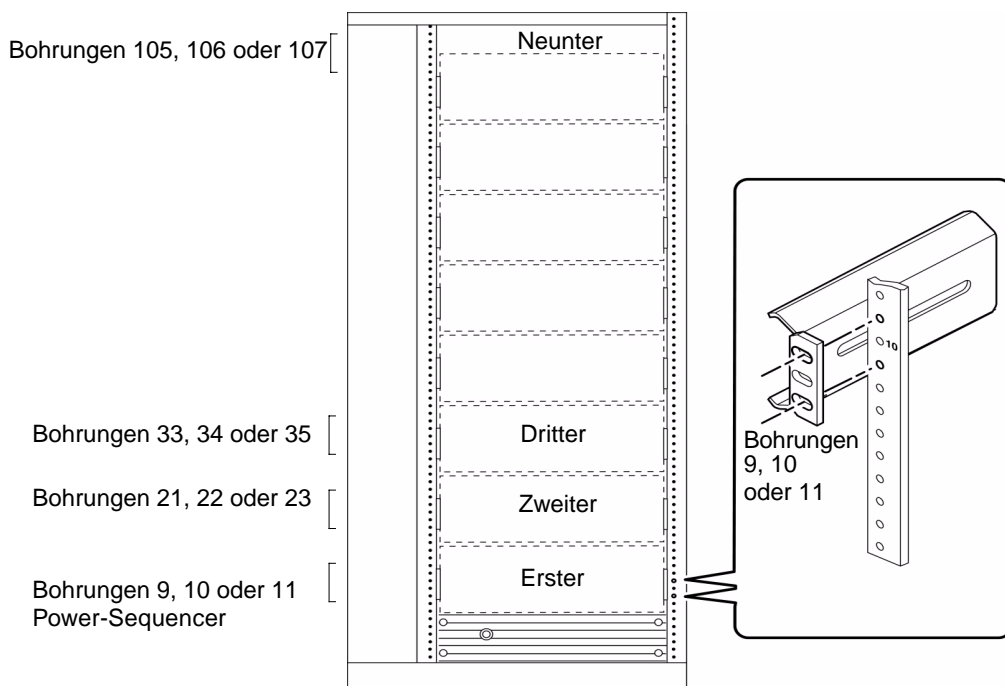 Neunter
Bohrungen 105, 106 oder 107
10
Bohrungen
9, 10
oder 11
Bohrungen 33, 34 oder 35
Dritter
Bohrungen 21, 22 oder 23
Zweiter
Erster
Bohrungen 9, 10 oder 11
Power-Sequencer